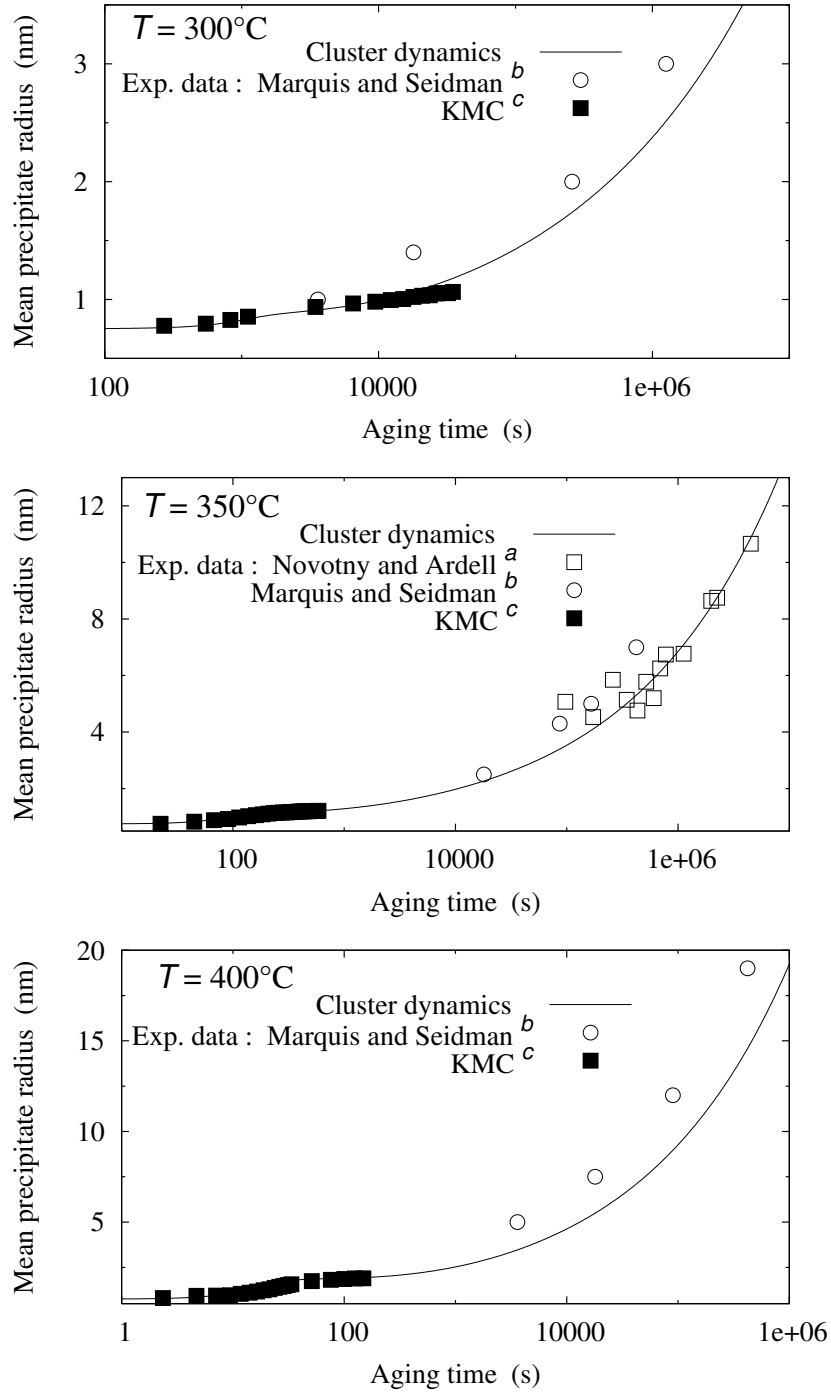 T = 300°C
Cluster dynamics
Exp. data : Marquis and Seidman b
KMC c
Mean precipitate radius (nm)
3
2
1
100 10000 1e+06
Aging time (s)
T = 350°C
Cluster dynamics
Exp. data : Novotny and Ardell a
Marquis and Seidman b
KMC c
Mean precipitate radius (nm)
12
8
4
100 10000 1e+06
Aging time (s)
T = 400°C
Cluster dynamics
Exp. data : Marquis and Seidman b
KMC c
Mean precipitate radius (nm)
20
15
10
5
1 100 10000 1e+06
Aging time (s)